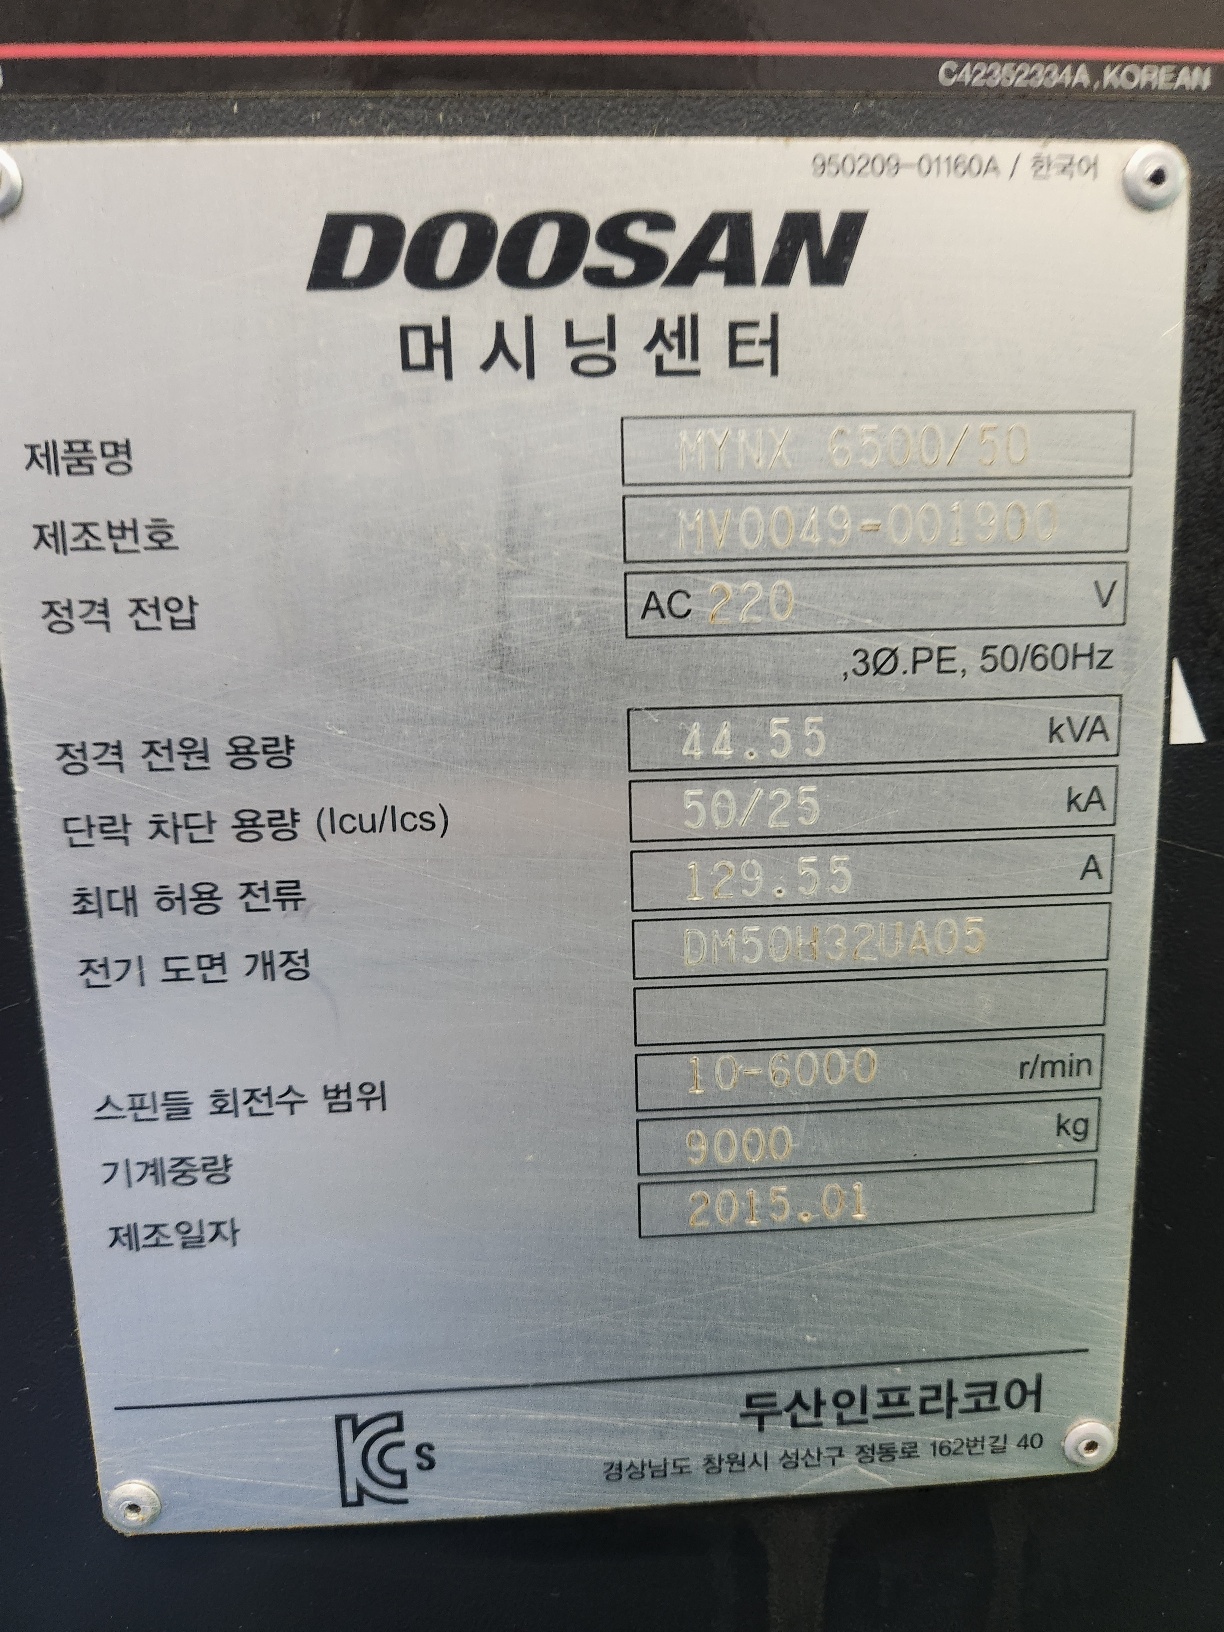 C42352334A,KOREAN
950209-01160A / 한국어
DOOSAN
머시닝센터
제품명 MYNX 6500/50
제조번호 MV0049-001900
정격 전압 AC 220 V
,3Ø.PE, 50/60Hz
정격 전원 용량 44.55 kVA
단락 차단 용량 (Icu/Ics) 50/25 kA
최대 허용 전류 129.55 A
전기 도면 개정 DM50H32UA05
스핀들 회전수 범위 10-6000 r/min
기계중량 9000 kg
제조일자 2015.01
두산인프라코어
KCs
경상남도 창원시 성산구 정동로 162번길 40